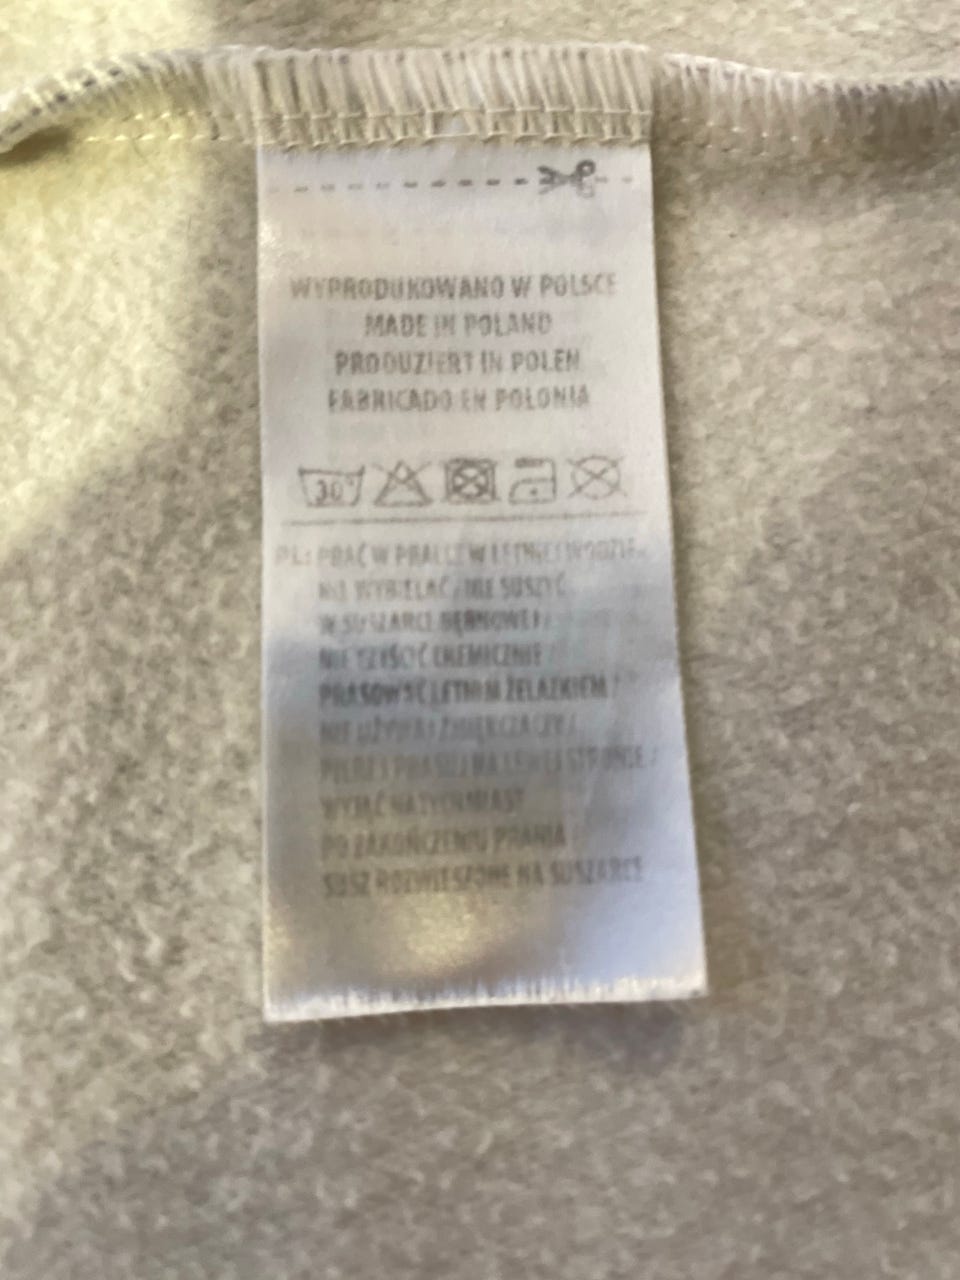 WYPRODUKOWANO W POLSCE
MADE IN POLAND
PRODUZIERT IN POLEN
FABRICADO EN POLONIA
30°
PL: PRAĆ W PRALCE W LETNIEJ WODZIE
NIE WYBIELAĆ / NIE SUSZYĆ
W SUSZARCE BĘBNOWEJ /
NIE CZYŚCIĆ CHEMICZNIE /
PRASOWAĆ LETNIM ŻELAZKIEM /
NIE UŻYWAJ ZMIĘKCZACZY /
PIERZ I PRASUJ NA LEWEJ STRONIE /
WYJĄĆ NATYCHMIAST
PO ZAKOŃCZENIU PRANIA
SUSZ ROZWIESZONE NA SUSZARCE